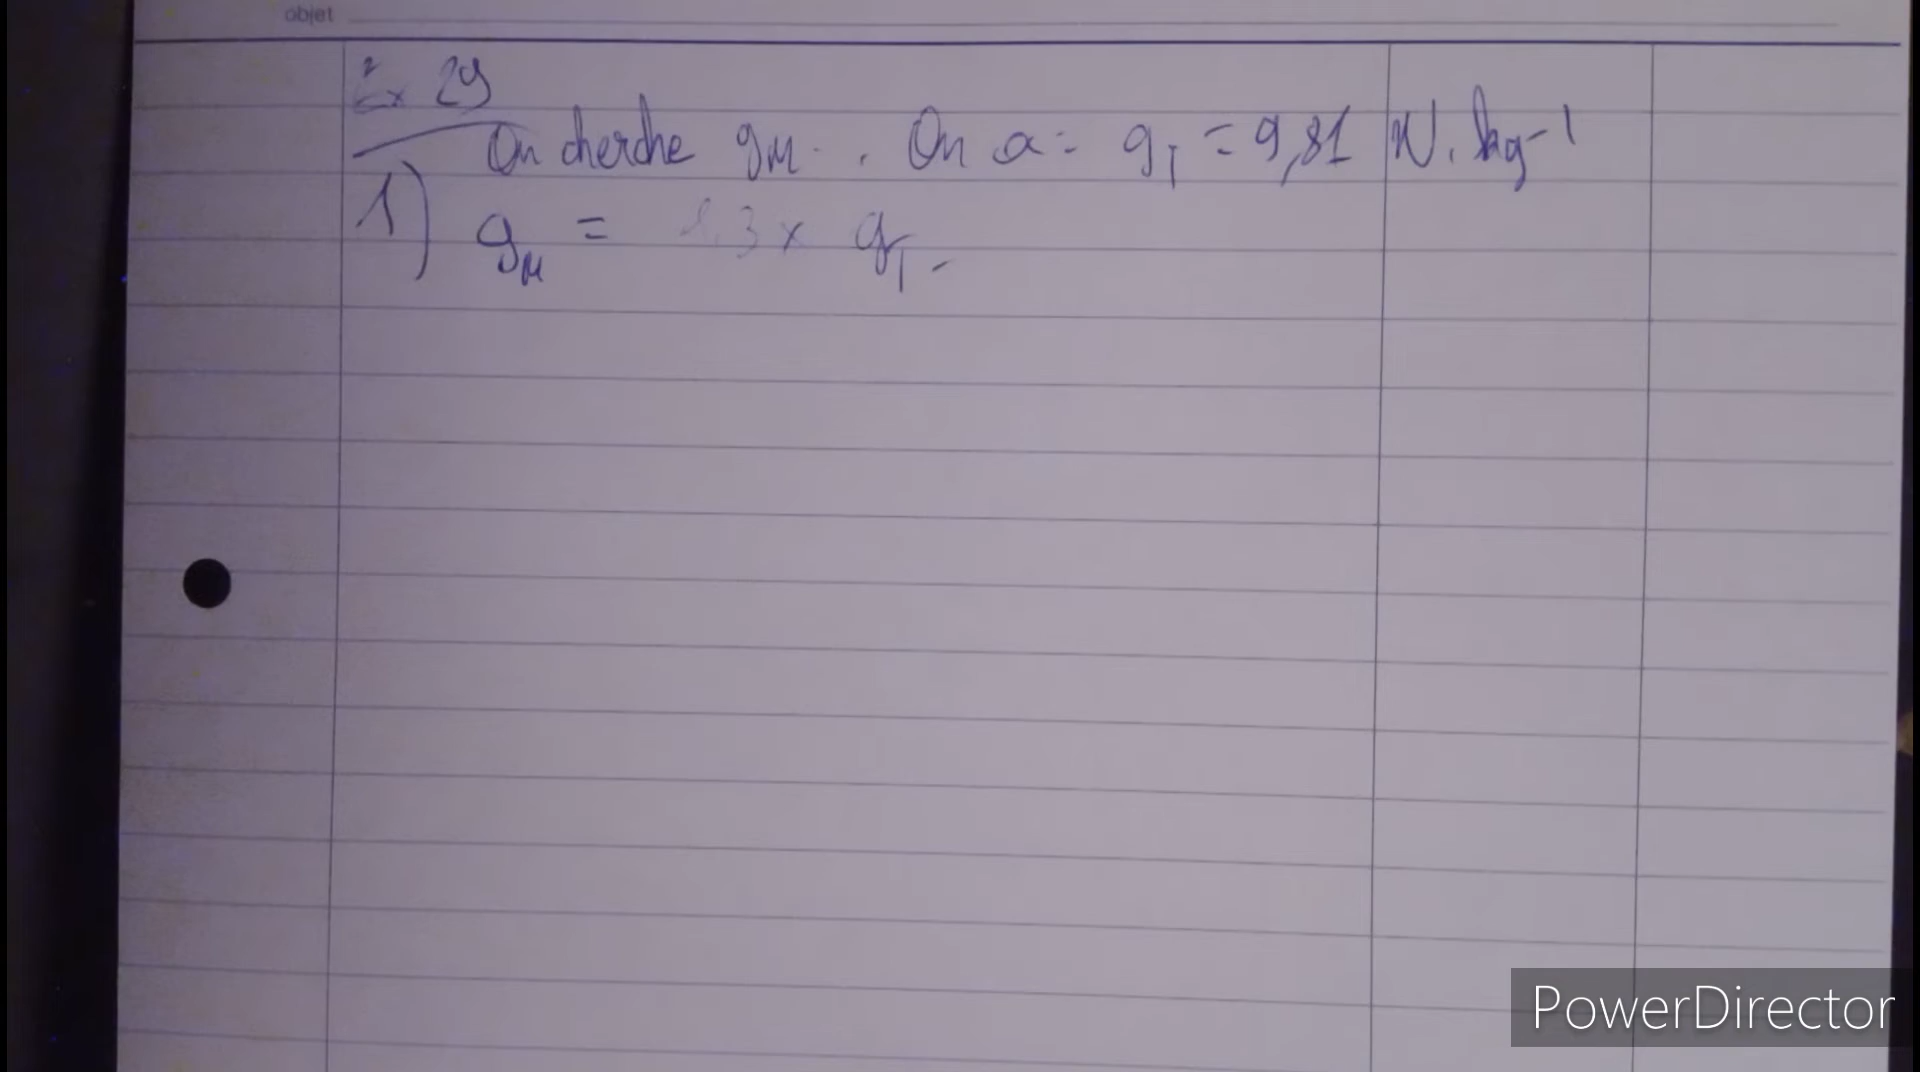 objet
Ex 29
On cherche gM. On a : gT = 9,81 N. kg-1
1) gM = 3 x gT
PowerDirector